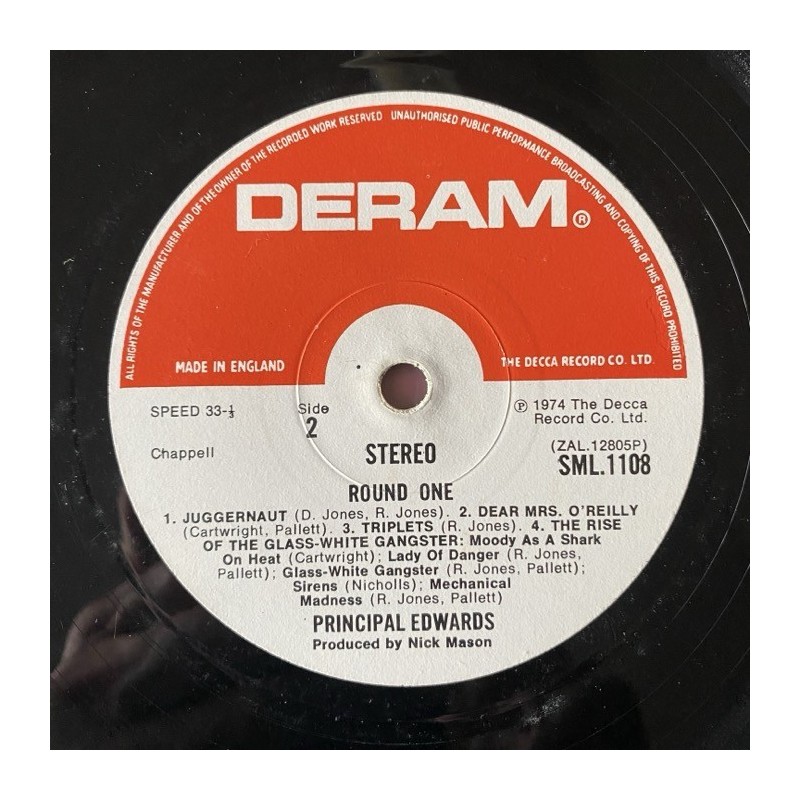 ALL RIGHTS OF THE MANUFACTURER AND OF THE OWNER OF THE RECORDED WORK RESERVED UNAUTHORISED PUBLIC PERFORMANCE BROADCASTING AND COPYING OF THIS RECORD PROHIBITED
DERAM®
MADE IN ENGLAND
THE DECCA RECORD CO. LTD.
SPEED 33-⅓
Side
2
℗ 1974 The Decca
Record Co. Ltd.
Chappell
STEREO
(ZAL.12805P)
SML.1108
ROUND ONE
1. JUGGERNAUT (D. Jones, R. Jones). 2. DEAR MRS. O'REILLY
(Cartwright, Pallett). 3. TRIPLETS (R. Jones). 4. THE RISE
OF THE GLASS-WHITE GANGSTER: Moody As A Shark
On Heat (Cartwright); Lady Of Danger (R. Jones,
Pallett); Glass-White Gangster (R. Jones, Pallett);
Sirens (Nicholls); Mechanical
Madness (R. Jones, Pallett)
PRINCIPAL EDWARDS
Produced by Nick Mason